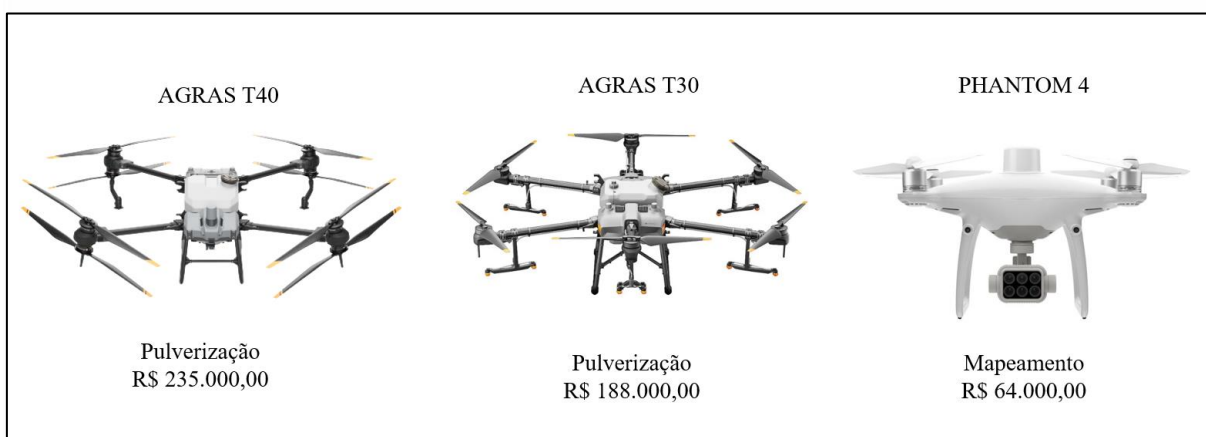 AGRAS T40
Pulverização
R$ 235.000,00
AGRAS T30
Pulverização
R$ 188.000,00
PHANTOM 4
Mapeamento
R$ 64.000,00